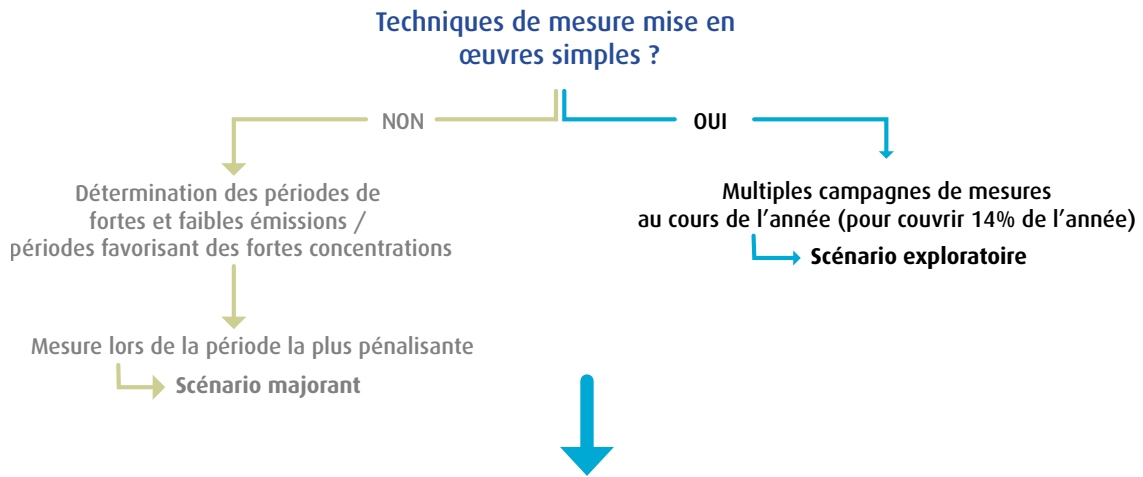 Techniques de mesure mise en
œuvres simples ?
NON
OUI
Détermination des périodes de
fortes et faibles émissions /
périodes favorisant des fortes concentrations
Mesure lors de la période la plus pénalisante
Scénario majorant
Multiples campagnes de mesures
au cours de l'année (pour couvrir 14% de l'année)
Scénario exploratoire